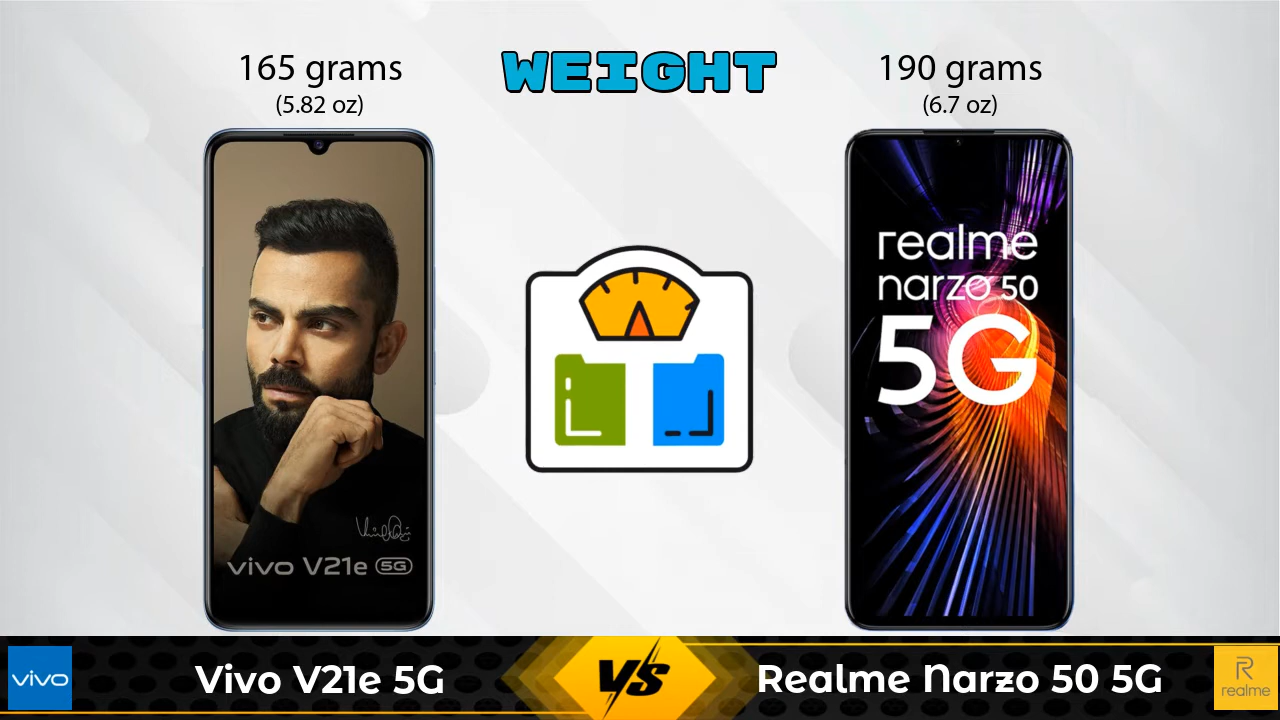 WEIGHT
165 grams
(5.82 oz)
190 grams
(6.7 oz)
vivo V21e 5G
realme
narzo 50
5G
vivo
Vivo V21e 5G
VS
Realme Narzo 50 5G
R
realme